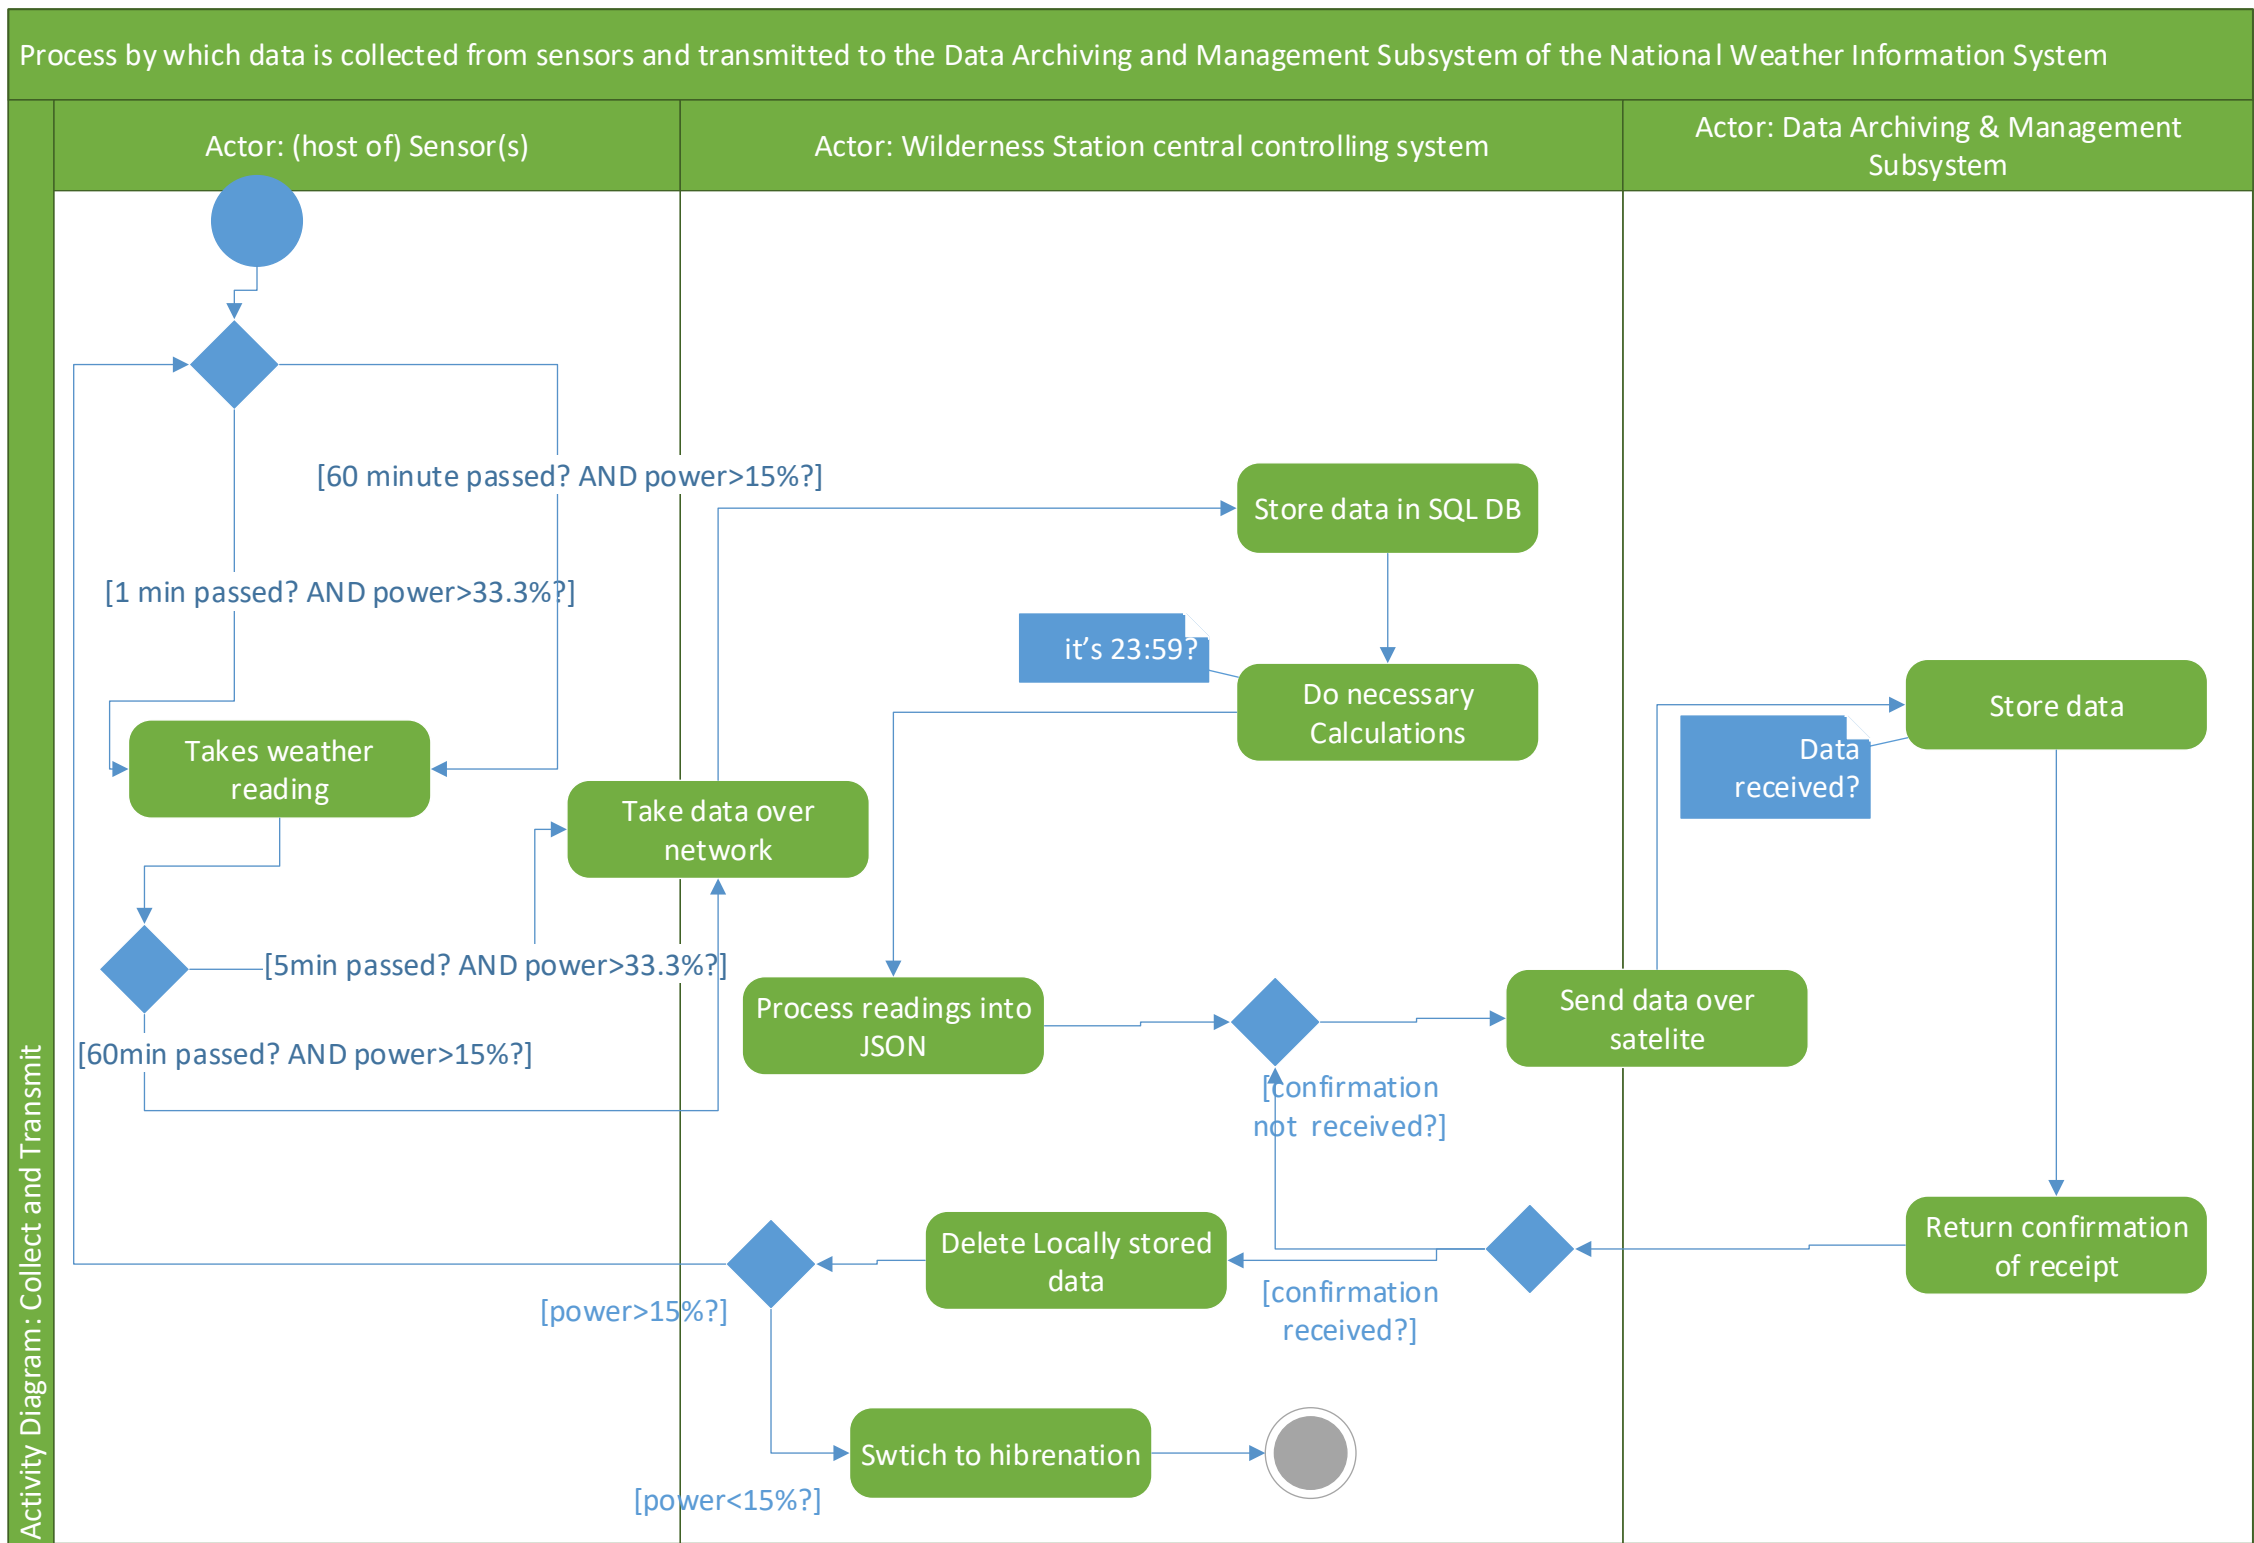 Process by which data is collected from sensors and transmitted to the Data Archiving and Management Subsystem of the National Weather Information System
Activity Diagram: Collect and Transmit
Actor: (host of) Sensor(s)
Actor: Wilderness Station central controlling system
Actor: Data Archiving & Management
Subsystem
[60 minute passed? AND power>15%?]
Store data in SQL DB
[1 min passed? AND power>33.3%?]
it's 23:59?
Do necessary
Calculations
Store data
Data
received?
Takes weather
reading
Take data over
network
[5min passed? AND power>33.3%?]
[60min passed? AND power>15%?]
Process readings into
JSON
Send data over
satelite
[confirmation
not  received?]
Return confirmation
of receipt
Delete Locally stored
data
[confirmation
received?]
[power>15%?]
Swtich to hibrenation
[power<15%?]